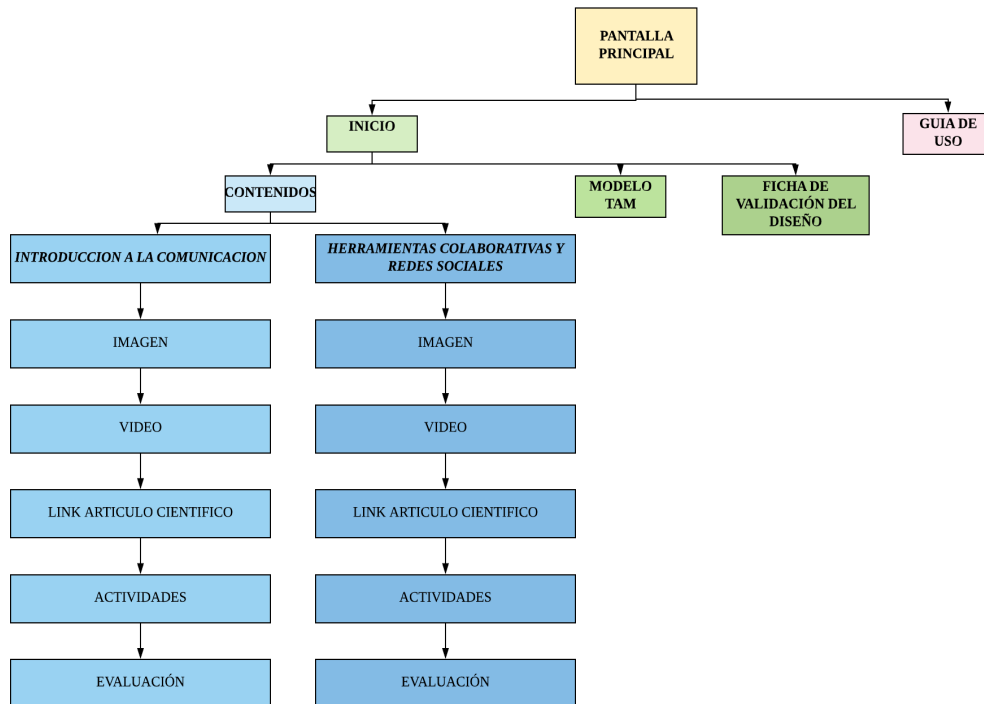 PANTALLA
PRINCIPAL
INICIO
GUIA DE
USO
CONTENIDOS
MODELO
TAM
FICHA DE
VALIDACIÓN DEL
DISEÑO
INTRODUCCION A LA COMUNICACION
HERRAMIENTAS COLABORATIVAS Y
REDES SOCIALES
IMAGEN
IMAGEN
VIDEO
VIDEO
LINK ARTICULO CIENTIFICO
LINK ARTICULO CIENTIFICO
ACTIVIDADES
ACTIVIDADES
EVALUACIÓN
EVALUACIÓN